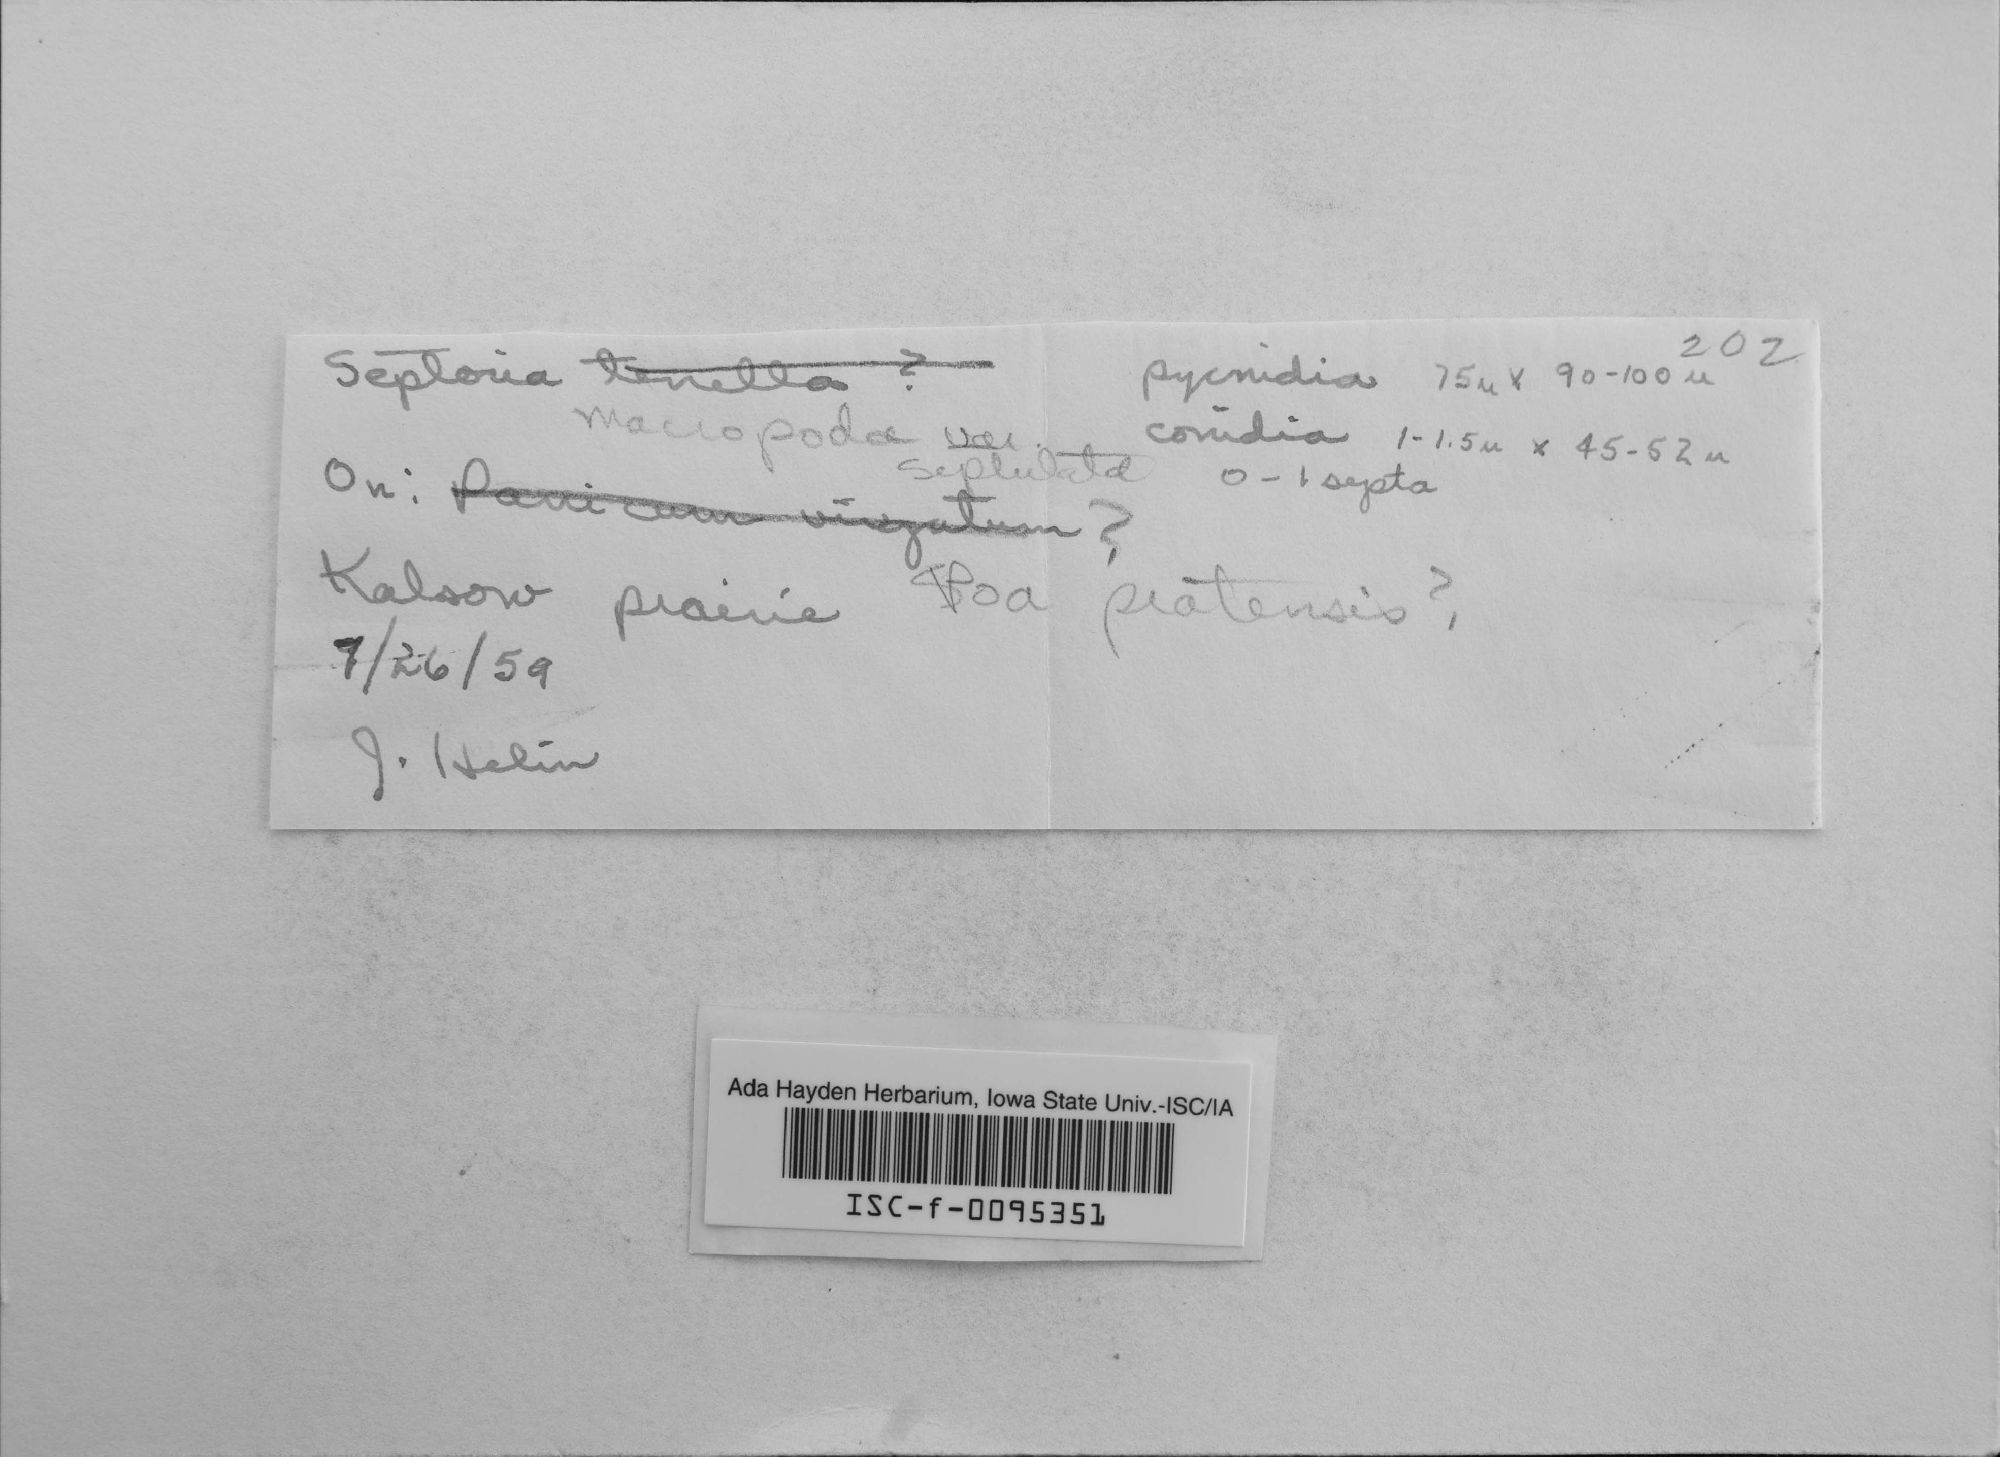 202
Septoria tenella ?
macropoda var.
septulata
On: Panicum virgatum ?
Kalsow prairie Poa pratensis?
7/26/59
J. Helin
pycnidia 75u x 90-100 u
conidia 1-1.5u x 45-52 u
0-1 septa
Ada Hayden Herbarium, Iowa State Univ.-ISC/IA
ISC-f-0095351